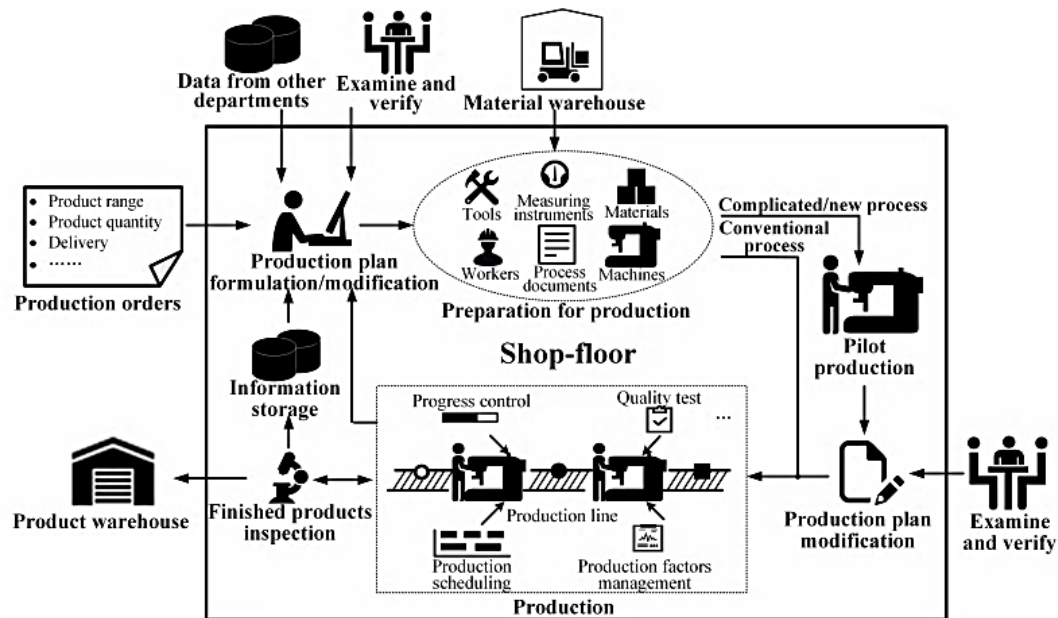 Data from other
departments
Examine and
verify
Material warehouse
• Product range
• Product quantity
• Delivery
• ......
Production orders
Production plan
formulation/modification
Tools
Measuring
instruments
Materials
Workers
Process
documents
Machines
Preparation for production
Complicated/new process
Conventional
process
Pilot
production
Shop-floor
Information
storage
Progress control
Quality test
...
Production line
Production
scheduling
Production factors
management
Production
Product warehouse
Finished products
inspection
Production plan
modification
Examine
and verify